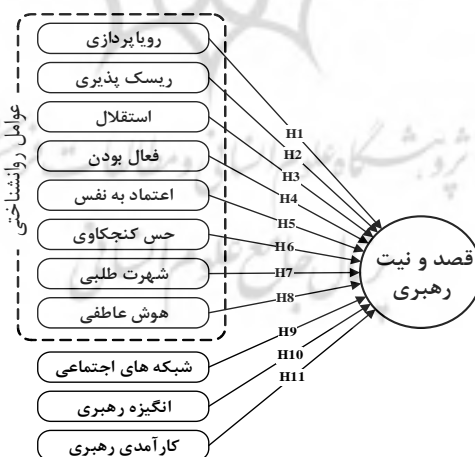 رویاپردازی
ریسک پذیری
استقلال
فعال بودن
اعتماد به نفس
حس کنجکاوی
شهرت طلبی
هوش عاطفی
شبکه های اجتماعی
انگیزه رهبری
کارآمدی رهبری
عوامل روانشناختی
H1
H2
H3
H4
H5
H6
H7
H8
H9
H10
H11
قصد و نیت
رهبری